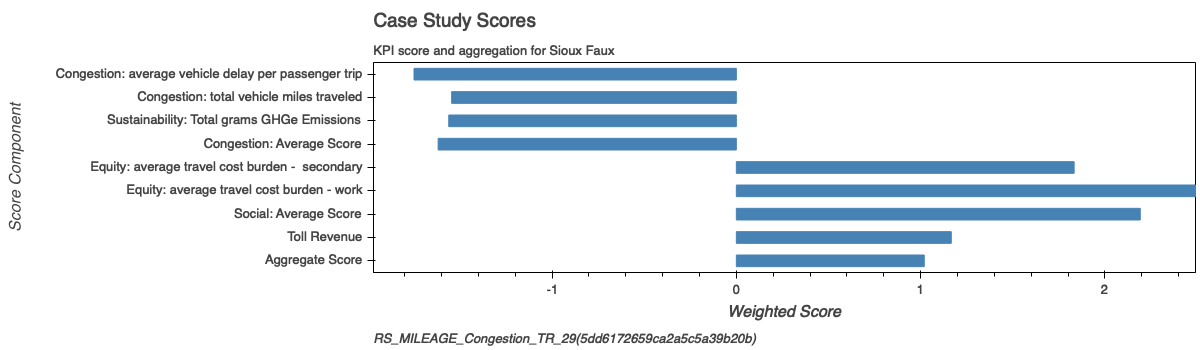 Case Study Scores
KPI score and aggregation for Sioux Faux
Score Component
Congestion: average vehicle delay per passenger trip
Congestion: total vehicle miles traveled
Sustainability: Total grams GHGe Emissions
Congestion: Average Score
Equity: average travel cost burden -  secondary
Equity: average travel cost burden - work
Social: Average Score
Toll Revenue
Aggregate Score
-1 0 1 2
Weighted Score
RS_MILEAGE_Congestion_TR_29(5dd6172659ca2a5c5a39b20b)